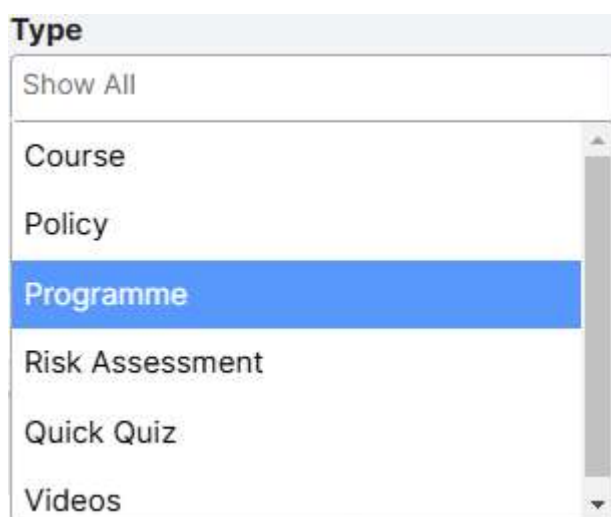 Type
Show All
Course
Policy
Programme
Risk Assessment
Quick Quiz
Videos